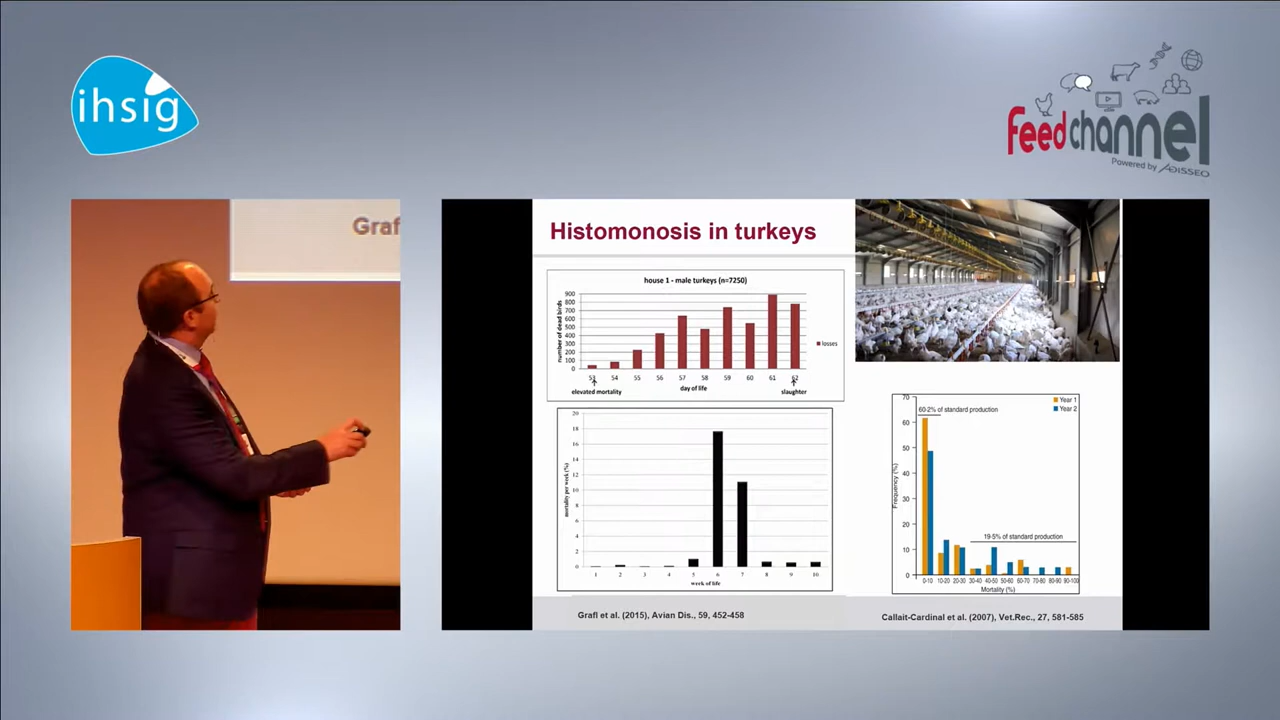 ihsig
feedchannel
Powered by ADISSEO
Graf
Histomonosis in turkeys
house 1 - male turkeys (n=7250)
number of dead birds
900
800
700
600
500
400
300
200
100
0
53 54 55 56 57 58 59 60 61 62
losses
elevated mortality
day of life
slaughter
mortality per week (%)
20
18
16
14
12
10
8
6
4
2
0
1 2 3 4 5 6 7 8 9 10
week of life
Grafl et al. (2015), Avian Dis., 59, 452-458
Year 1
Year 2
60·2% of standard production
Frequency (%)
70
60
50
40
30
20
10
0
19·5% of standard production
0-10 10-20 20-30 30-40 40-50 50-60 60-70 70-80 80-90 90-100
Mortality (%)
Callait-Cardinal et al. (2007), Vet.Rec., 27, 581-585